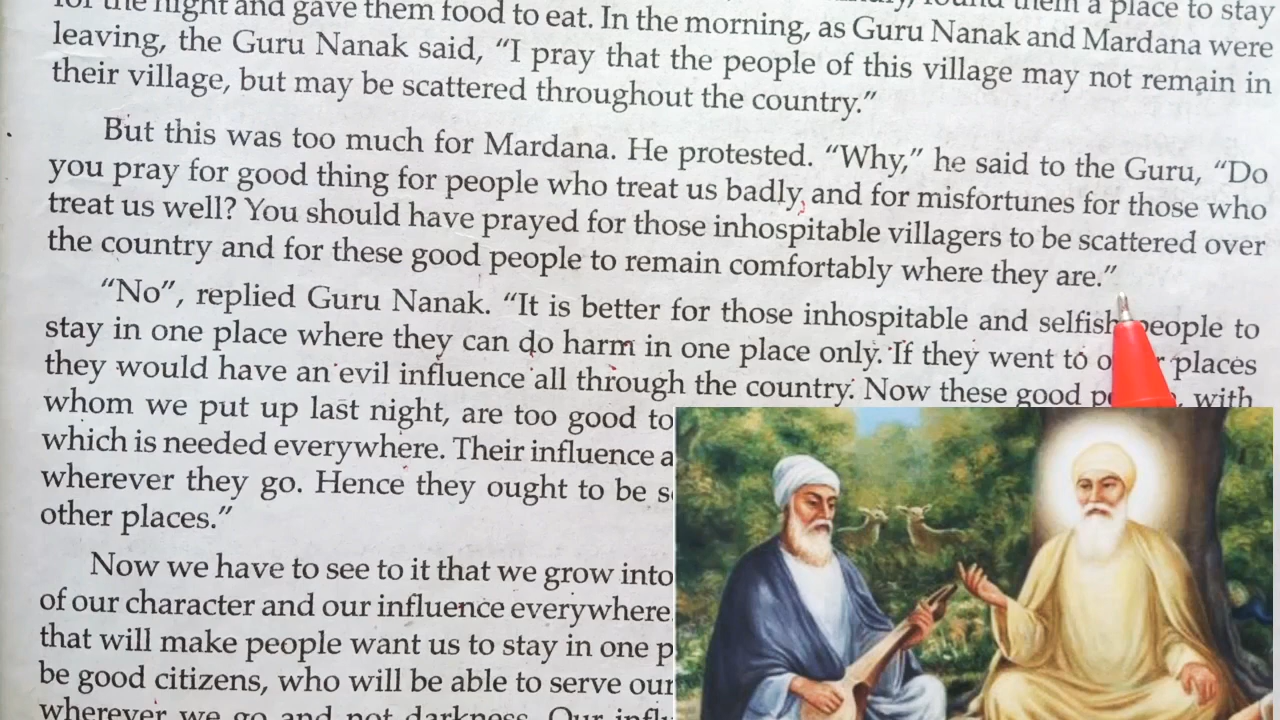 for the night and gave them food to eat. In the morning, as Guru Nanak and Mardana were
leaving, the Guru Nanak said, “I pray that the people of this village may not remain in
their village, but may be scattered throughout the country.”
But this was too much for Mardana. He protested. “Why,” he said to the Guru, “Do
you pray for good thing for people who treat us badly, and for misfortunes for those who
treat us well? You should have prayed for those inhospitable villagers to be scattered over
the country and for these good people to remain comfortably where they are.”
“No”, replied Guru Nanak. “It is better for those inhospitable and selfish people to
stay in one place where they can do harm in one place only. If they went to places
they would have an evil influence all through the country. Now these good with
whom we put up last night, are too good to
which is needed everywhere. Their influence
wherever they go. Hence they ought to be
other places.”
Now we have to see to it that we grow into
of our character and our influence everywhere.
that will make people want us to stay in one
be good citizens, who will be able to serve our
wherever we go and not darkness. Our